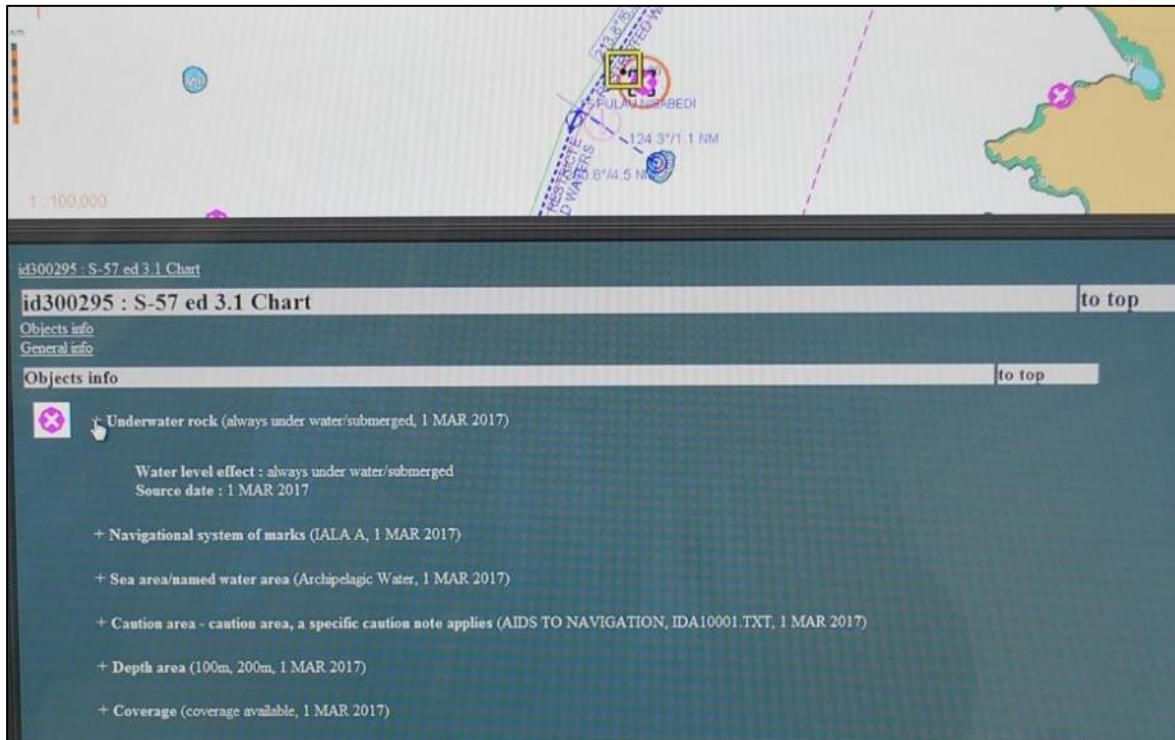 1 : 100,000
124.3°/1.1 NM
id300295 : S-57 ed 3.1 Chart
id300295 : S-57 ed 3.1 Chart
to top
Objects info
General info
Objects info
to top
+ Underwater rock (always under water/submerged, 1 MAR 2017)
Water level effect : always under water/submerged
Source date : 1 MAR 2017
+ Navigational system of marks (IALA A, 1 MAR 2017)
+ Sea area/named water area (Archipelagic Water, 1 MAR 2017)
+ Caution area - caution area, a specific caution note applies (AIDS TO NAVIGATION, IDA10001.TXT, 1 MAR 2017)
+ Depth area (100m, 200m, 1 MAR 2017)
+ Coverage (coverage available, 1 MAR 2017)